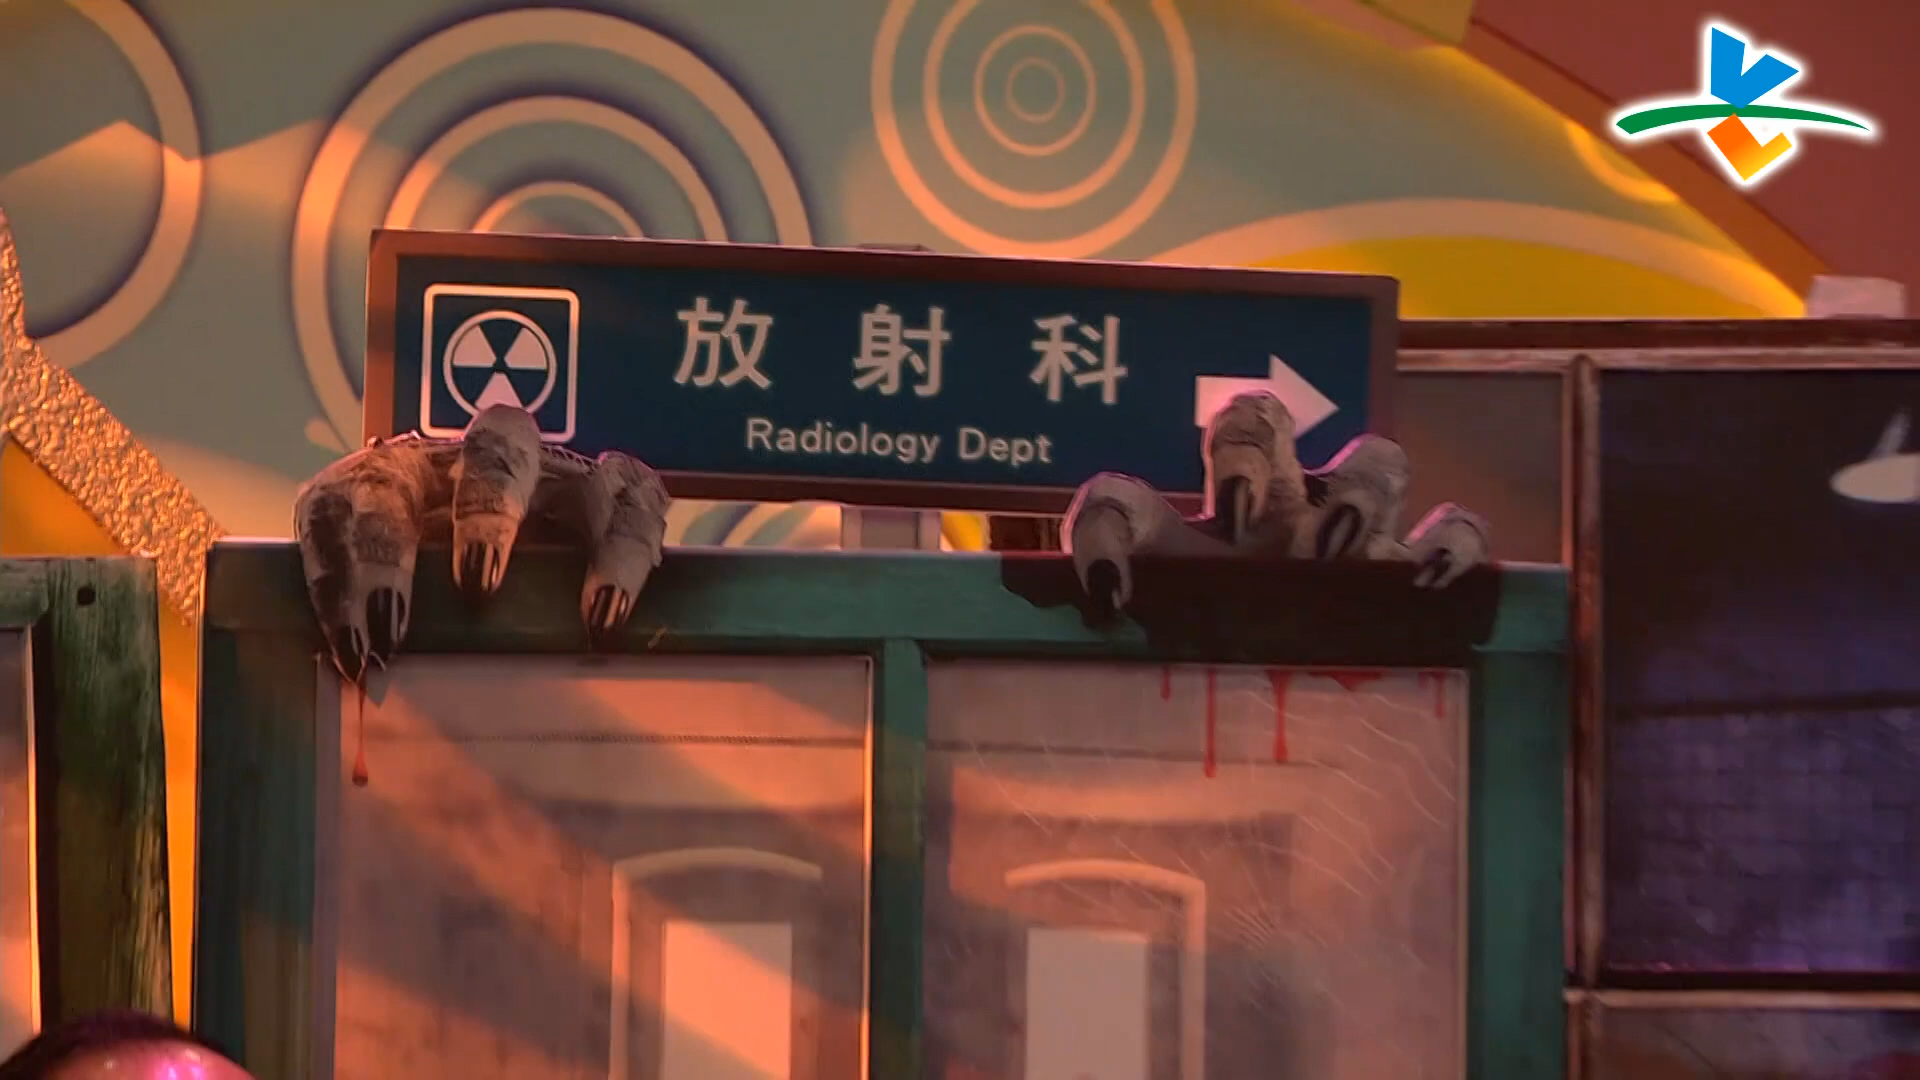 放射科
Radiology Dept